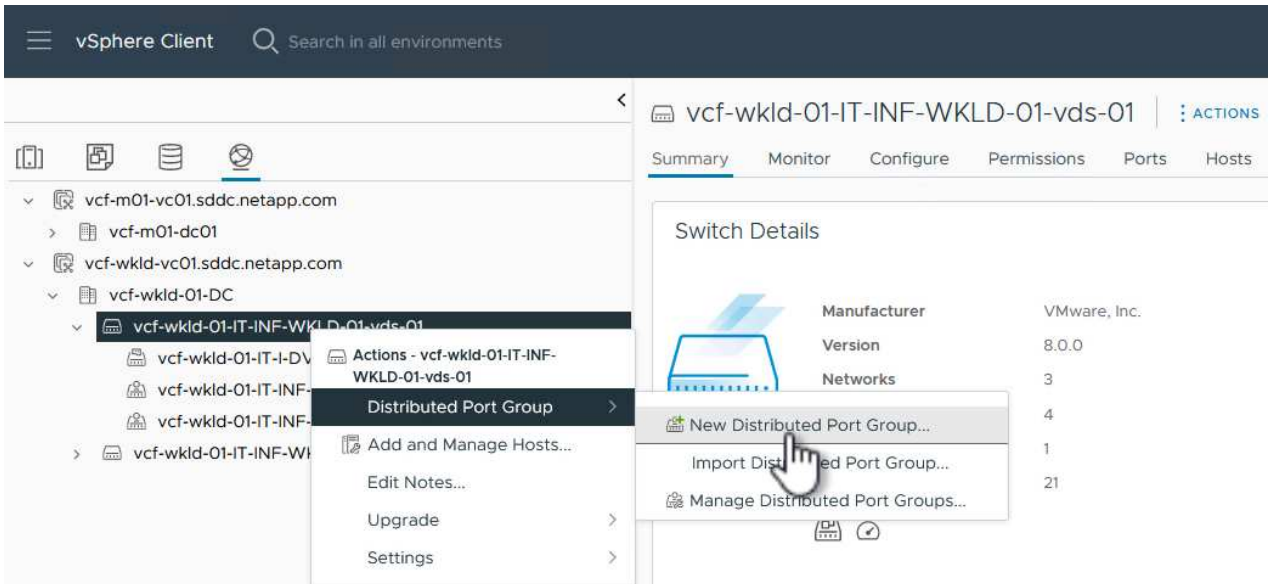 vSphere Client
Search in all environments
vcf-wkld-01-IT-INF-WKLD-01-vds-01
ACTIONS
Summary Monitor Configure Permissions Ports Hosts
vcf-m01-vc01.sddc.netapp.com
vcf-m01-dc01
vcf-wkld-vc01.sddc.netapp.com
vcf-wkld-01-DC
vcf-wkld-01-IT-INF-WKLD-01-vds-01
vcf-wkld-01-IT-I-DV
vcf-wkld-01-IT-INF-
vcf-wkld-01-IT-INF-
vcf-wkld-01-IT-INF-W
Actions - vcf-wkld-01-IT-INF-
WKLD-01-vds-01
Distributed Port Group
Add and Manage Hosts...
Edit Notes...
Upgrade
Settings
New Distributed Port Group...
Import Distributed Port Group...
Manage Distributed Port Groups...
Switch Details
Manufacturer VMware, Inc.
Version 8.0.0
Networks 3
4
1
21